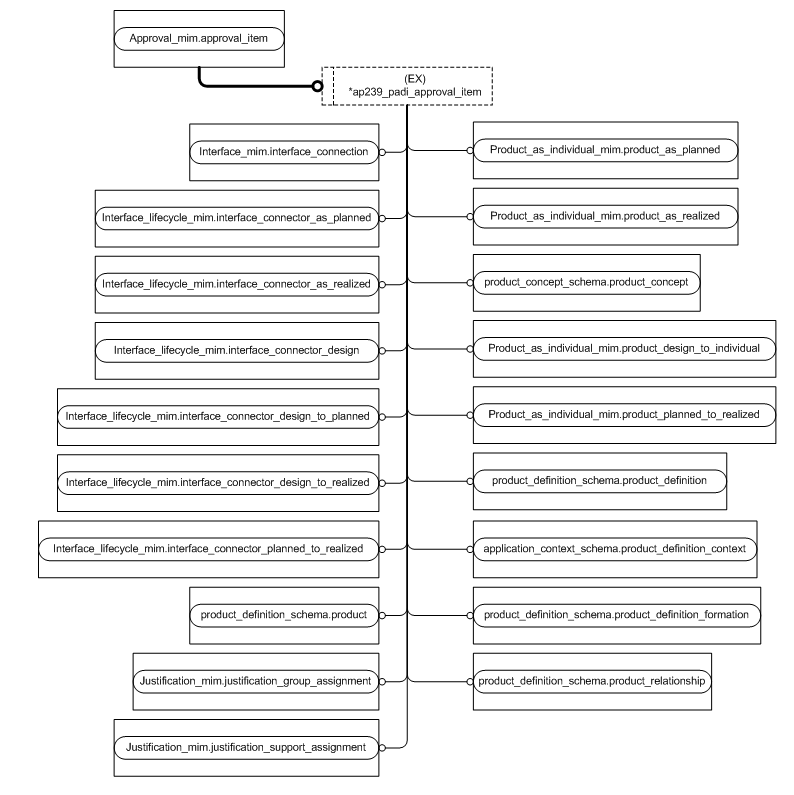 Approval_mim.approval_item
(EX)
*ap239_padi_approval_item
Interface_mim.interface_connection
Product_as_individual_mim.product_as_planned
Interface_lifecycle_mim.interface_connector_as_planned
Product_as_individual_mim.product_as_realized
Interface_lifecycle_mim.interface_connector_as_realized
product_concept_schema.product_concept
Interface_lifecycle_mim.interface_connector_design
Product_as_individual_mim.product_design_to_individual
Interface_lifecycle_mim.interface_connector_design_to_planned
Product_as_individual_mim.product_planned_to_realized
Interface_lifecycle_mim.interface_connector_design_to_realized
product_definition_schema.product_definition
Interface_lifecycle_mim.interface_connector_planned_to_realized
application_context_schema.product_definition_context
product_definition_schema.product
product_definition_schema.product_definition_formation
Justification_mim.justification_group_assignment
product_definition_schema.product_relationship
Justification_mim.justification_support_assignment